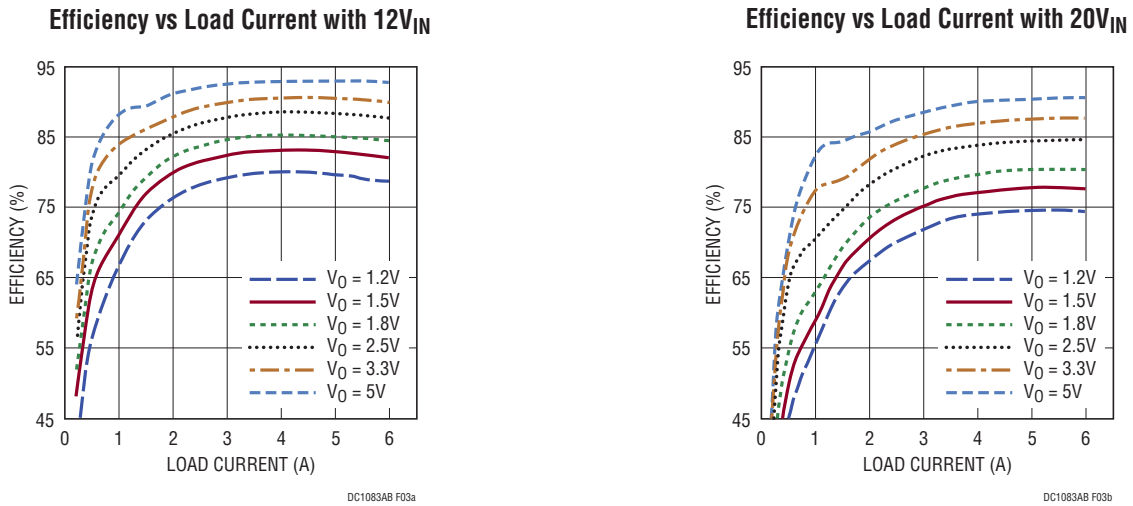 Efficiency vs Load Current with 12VIN
95
85
75
65
55
45
EFFICIENCY (%)
VO = 1.2V
VO = 1.5V
VO = 1.8V
VO = 2.5V
VO = 3.3V
VO = 5V
0 1 2 3 4 5 6
LOAD CURRENT (A)
DC1083AB F03a
Efficiency vs Load Current with 20VIN
95
85
75
65
55
45
EFFICIENCY (%)
VO = 1.2V
VO = 1.5V
VO = 1.8V
VO = 2.5V
VO = 3.3V
VO = 5V
0 1 2 3 4 5 6
LOAD CURRENT (A)
DC1083AB F03b